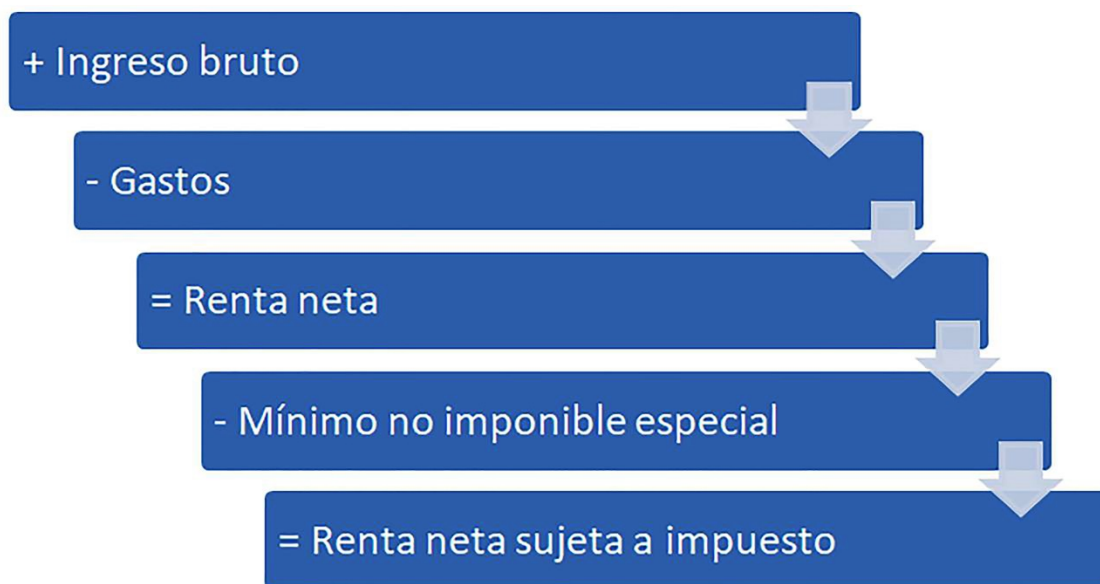 + Ingreso bruto
- Gastos
= Renta neta
- Mínimo no imponible especial
= Renta neta sujeta a impuesto